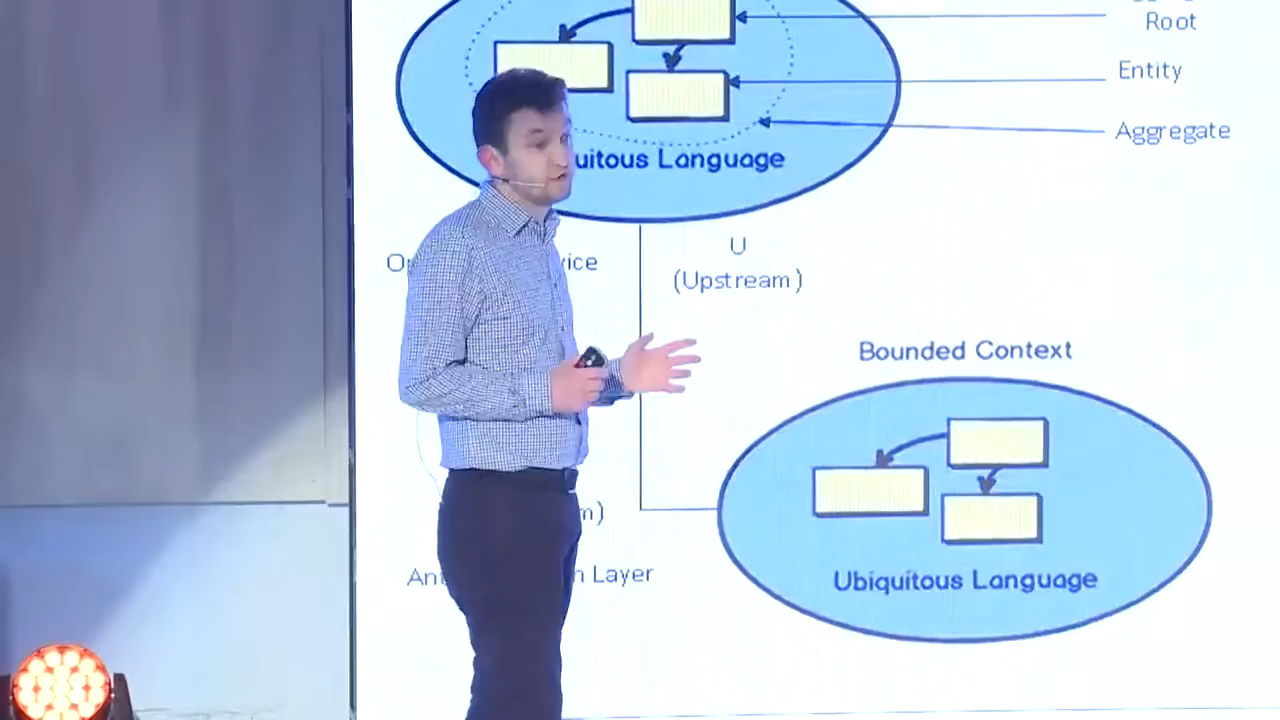 Root
Entity
Aggregate
uitous Language
U
(Upstream)
Bounded Context
Layer
Ubiquitous Language